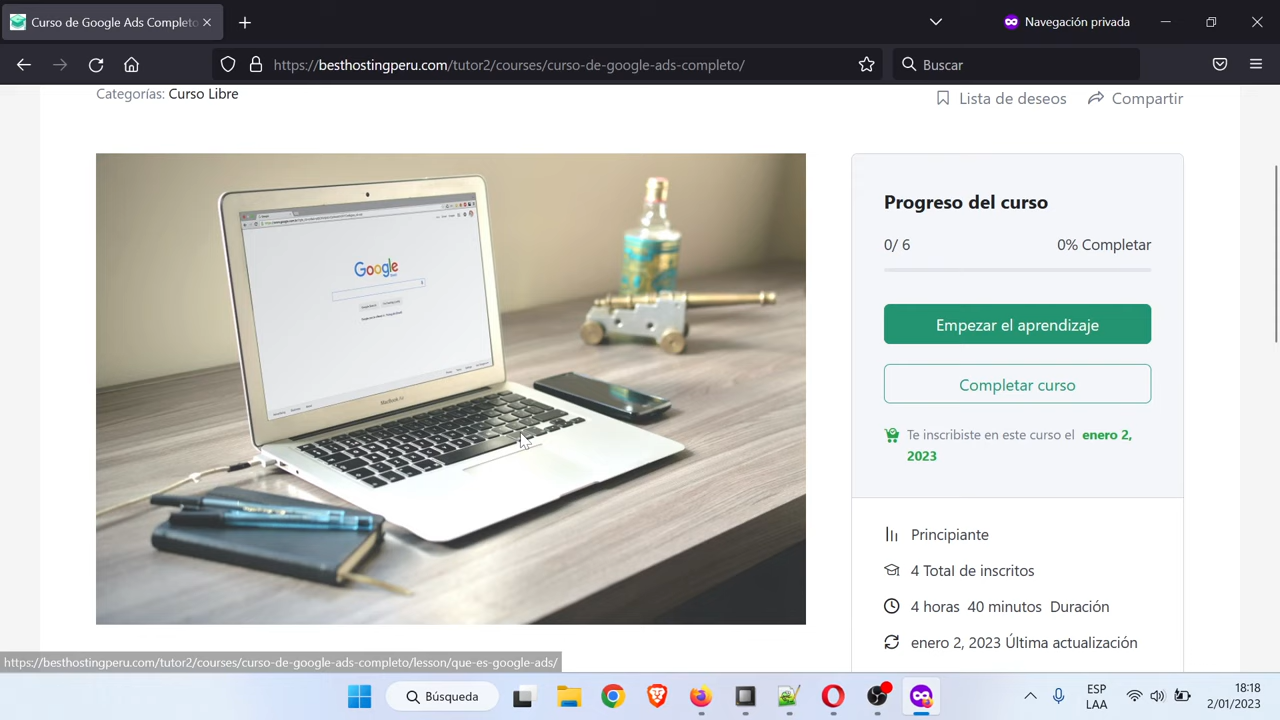 Curso de Google Ads Completo
Navegación privada
https://besthostingperu.com/tutor2/courses/curso-de-google-ads-completo/
Buscar
Categorías: Curso Libre
Lista de deseos
Compartir
Google
MacBook Air
Progreso del curso
0/ 6
0% Completar
Empezar el aprendizaje
Completar curso
Te inscribiste en este curso el enero 2,
2023
Principiante
4 Total de inscritos
4 horas 40 minutos Duración
enero 2, 2023 Última actualización
https://besthostingperu.com/tutor2/courses/curso-de-google-ads-completo/lesson/que-es-google-ads/
Búsqueda
ESP
LAA
18:18
2/01/2023